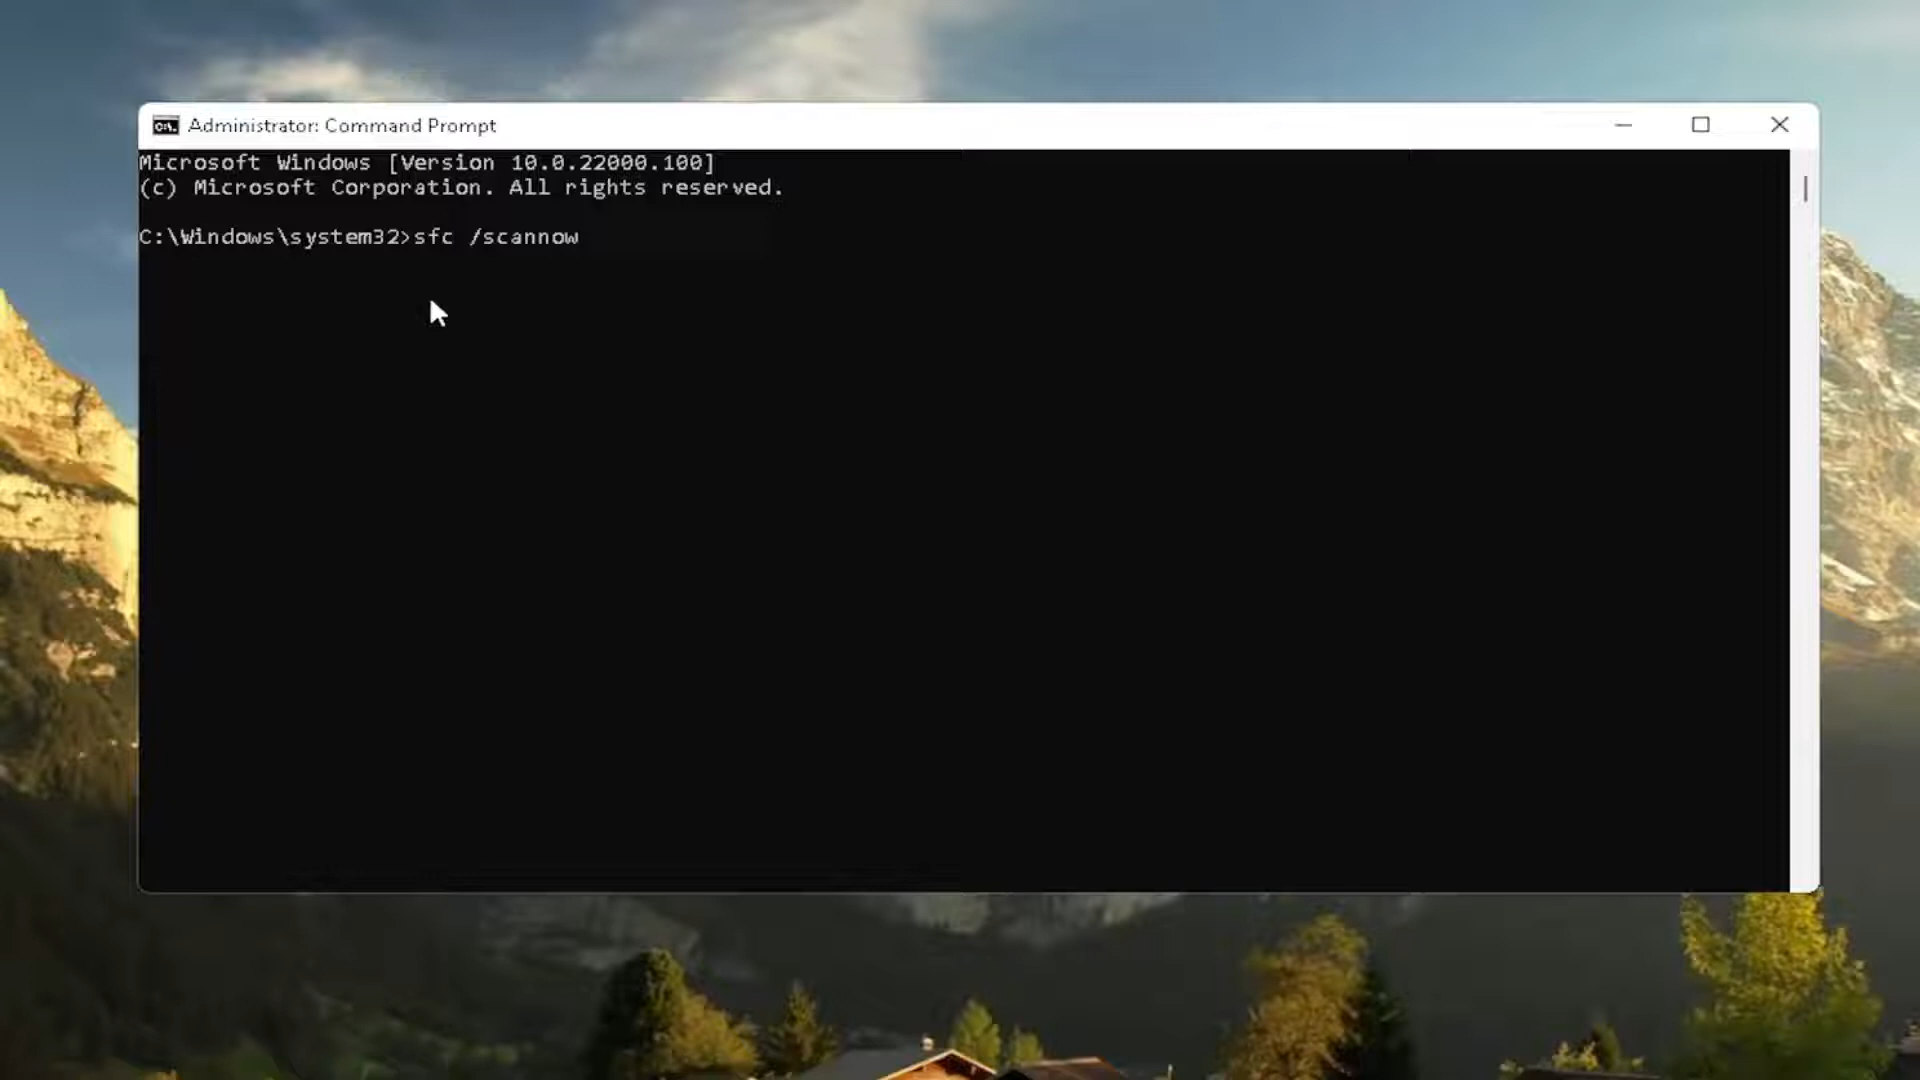 Administrator: Command Prompt
Microsoft Windows [Version 10.0.22000.100]
(c) Microsoft Corporation. All rights reserved.
C:\Windows\system32>sfc /scannow